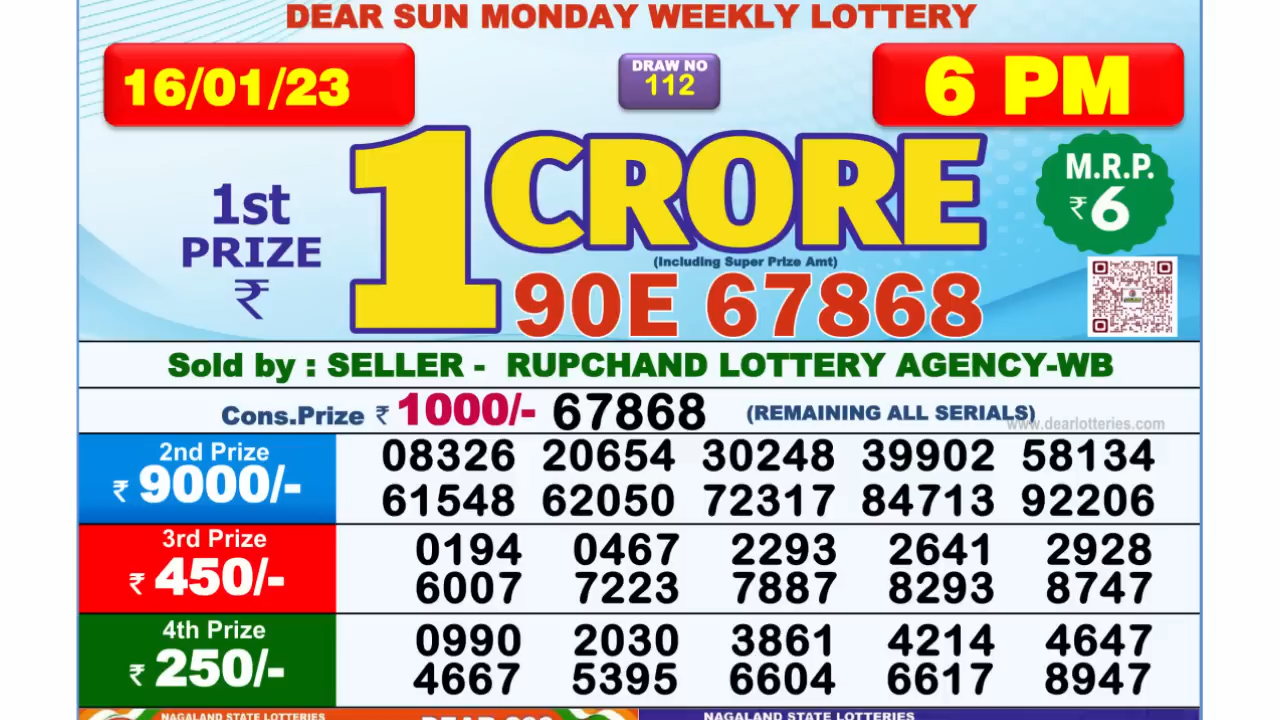 DEAR SUN MONDAY WEEKLY LOTTERY
16/01/23
DRAW NO
112
6 PM
1st
PRIZE
₹
1 CRORE
(Including Super Prize Amt)
90E 67868
M.R.P.
₹6
Sold by : SELLER - RUPCHAND LOTTERY AGENCY-WB
Cons.Prize ₹ 1000/- 67868 (REMAINING ALL SERIALS)
www.dearlotteries.com
2nd Prize
₹ 9000/-
08326 20654 30248 39902 58134
61548 62050 72317 84713 92206
3rd Prize
₹ 450/-
0194 0467 2293 2641 2928
6007 7223 7887 8293 8747
4th Prize
₹ 250/-
0990 2030 3861 4214 4647
4667 5395 6604 6617 8947
NAGALAND STATE LOTTERIES
DEAR
NAGALAND STATE LOTTERIES